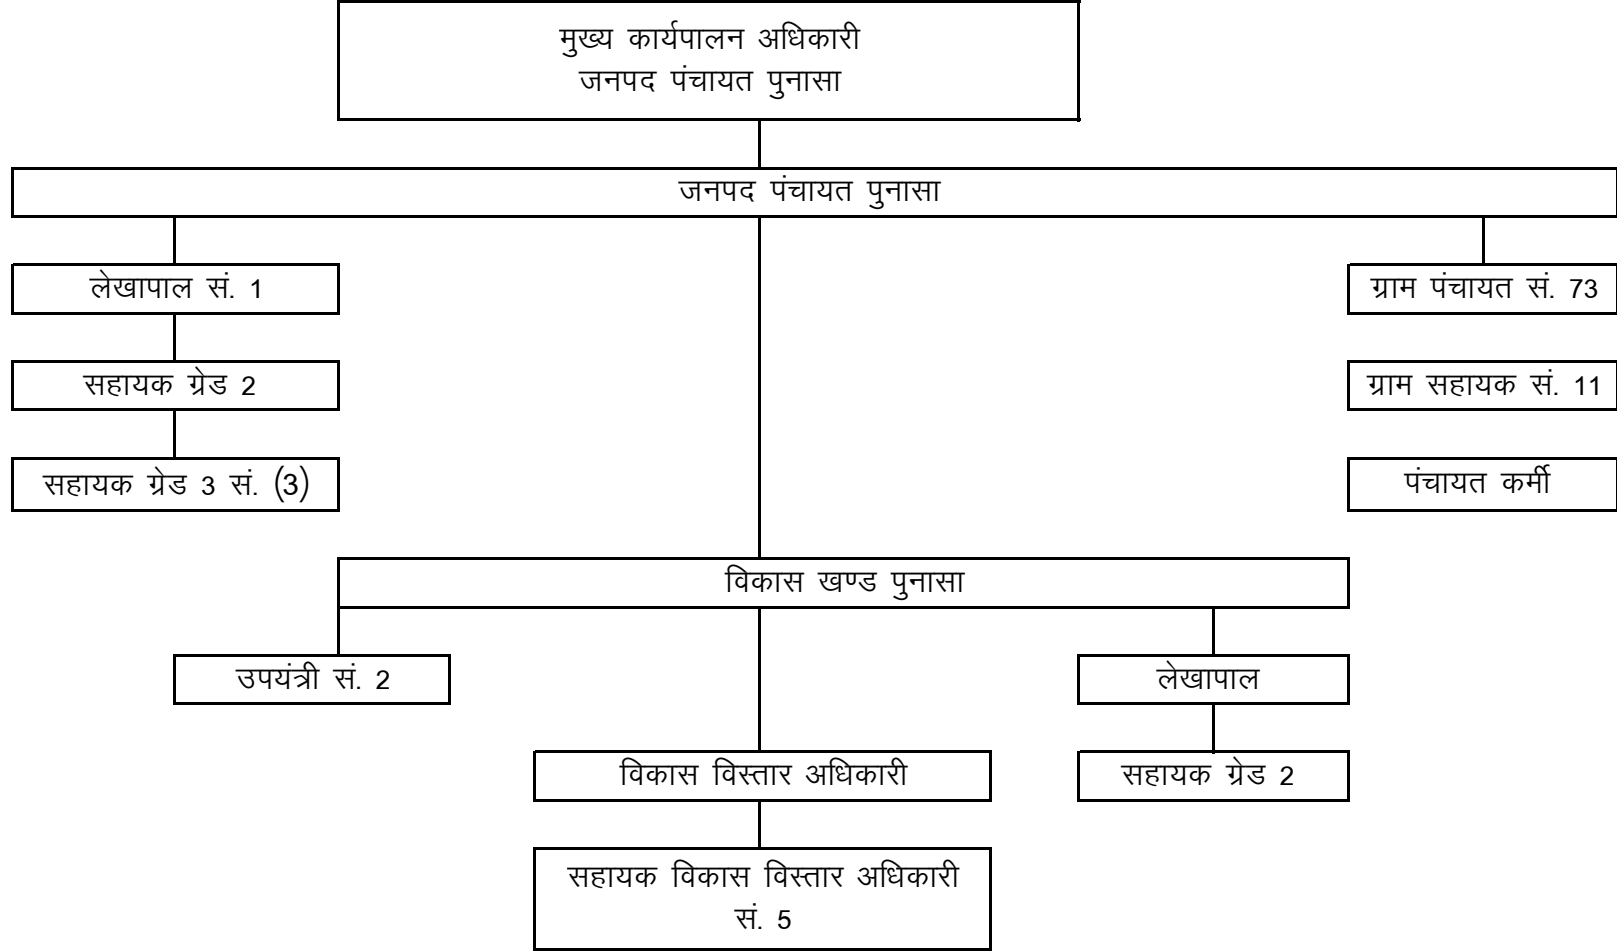 मुख्य कार्यपालन अधिकारी
जनपद पंचायत पुनासा
जनपद पंचायत पुनासा
लेखापाल सं. 1
ग्राम पंचायत सं. 73
सहायक ग्रेड 2
ग्राम सहायक सं. 11
सहायक ग्रेड 3 सं. (3)
पंचायत कर्मी
विकास खण्ड पुनासा
उपयंत्री सं. 2
लेखापाल
विकास विस्तार अधिकारी
सहायक ग्रेड 2
सहायक विकास विस्तार अधिकारी
सं. 5